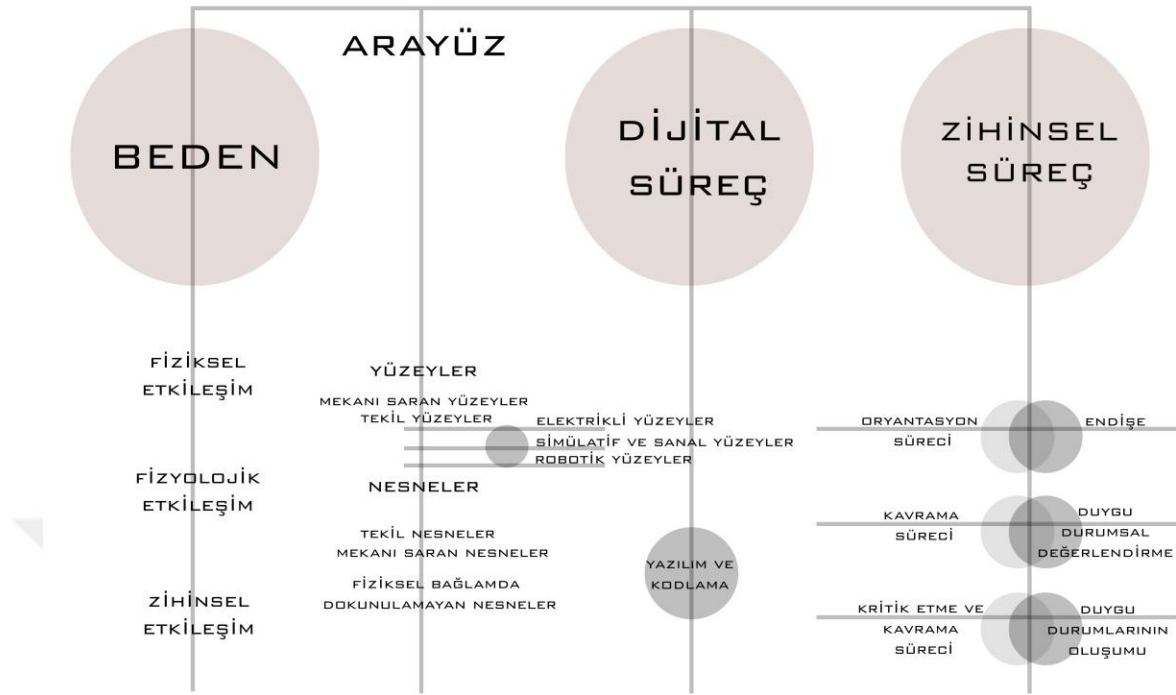 BEDEN
FİZİKSEL
ETKİLEŞİM
FİZYOLOJİK
ETKİLEŞİM
ZİHİNSEL
ETKİLEŞİM
ARAYÜZ
YÜZEYLER
MEKANI SARAN YÜZEYLER
TEKİL YÜZEYLER
ELEKTRİKLİ YÜZEYLER
SİMÜLATİF VE SANAL YÜZEYLER
ROBOTİK YÜZEYLER
NESNELER
TEKİL NESNELER
MEKANI SARAN NESNELER
FİZİKSEL BAĞLAMDA
DOKUNULAMAYAN NESNELER
DİJİTAL
SÜREÇ
YAZILIM VE
KODLAMA
ZİHİNSEL
SÜREÇ
ORYANTASYON
SÜRECİ
ENDİŞE
KAVRAMA
SÜRECİ
DUYGU
DURUMSAL
DEĞERLENDİRME
KRİTİK ETME VE
KAVRAMA
SÜRECİ
DUYGU
DURUMLARININ
OLUŞUMU